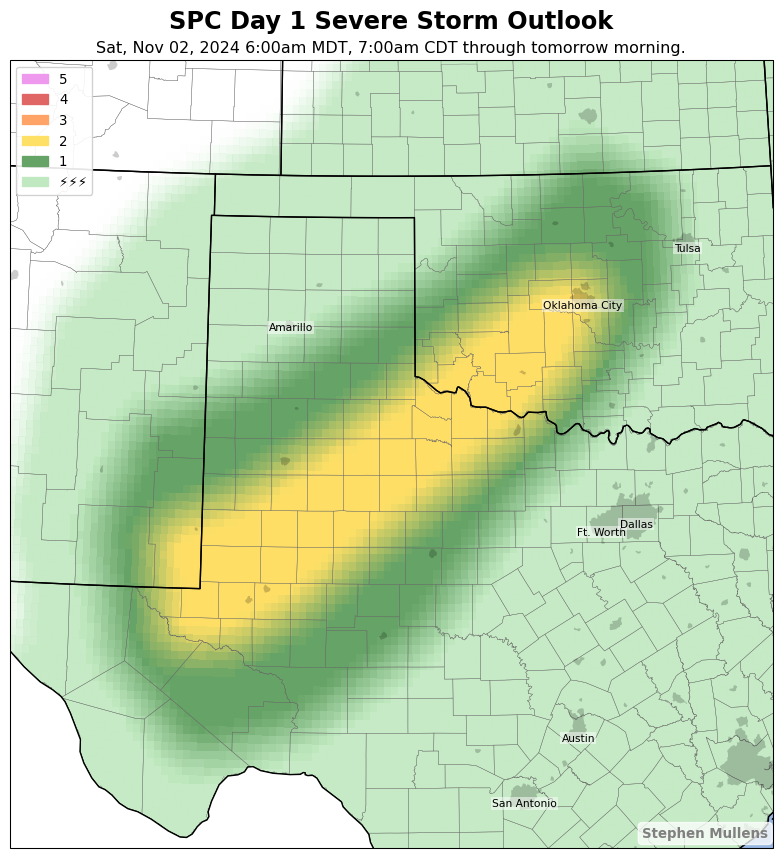 SPC Day 1 Severe Storm Outlook
Sat, Nov 02, 2024 6:00am MDT, 7:00am CDT through tomorrow morning.
5
4
3
2
1
⚡⚡⚡
Tulsa
Oklahoma City
Amarillo
Dallas
Ft. Worth
Austin
San Antonio
Stephen Mullens